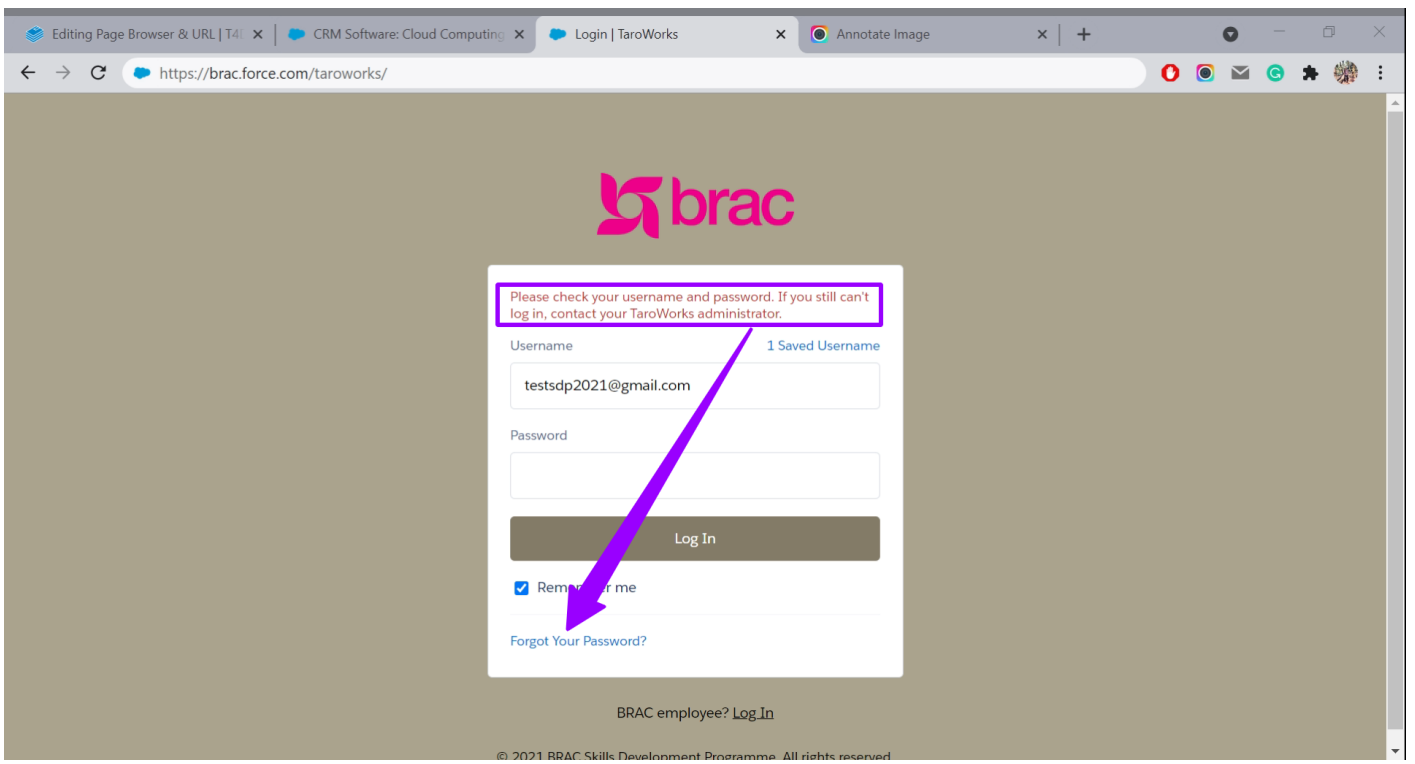 Editing Page Browser & URL | T4
CRM Software: Cloud Computing
Login | TaroWorks
Annotate Image
https://brac.force.com/taroworks/
brac
Please check your username and password. If you still can't
log in, contact your TaroWorks administrator.
Username
1 Saved Username
testsdp2021@gmail.com
Password
Log In
Remember me
Forgot Your Password?
BRAC employee? Log In
© 2021 BRAC Skills Development Programme. All rights reserved